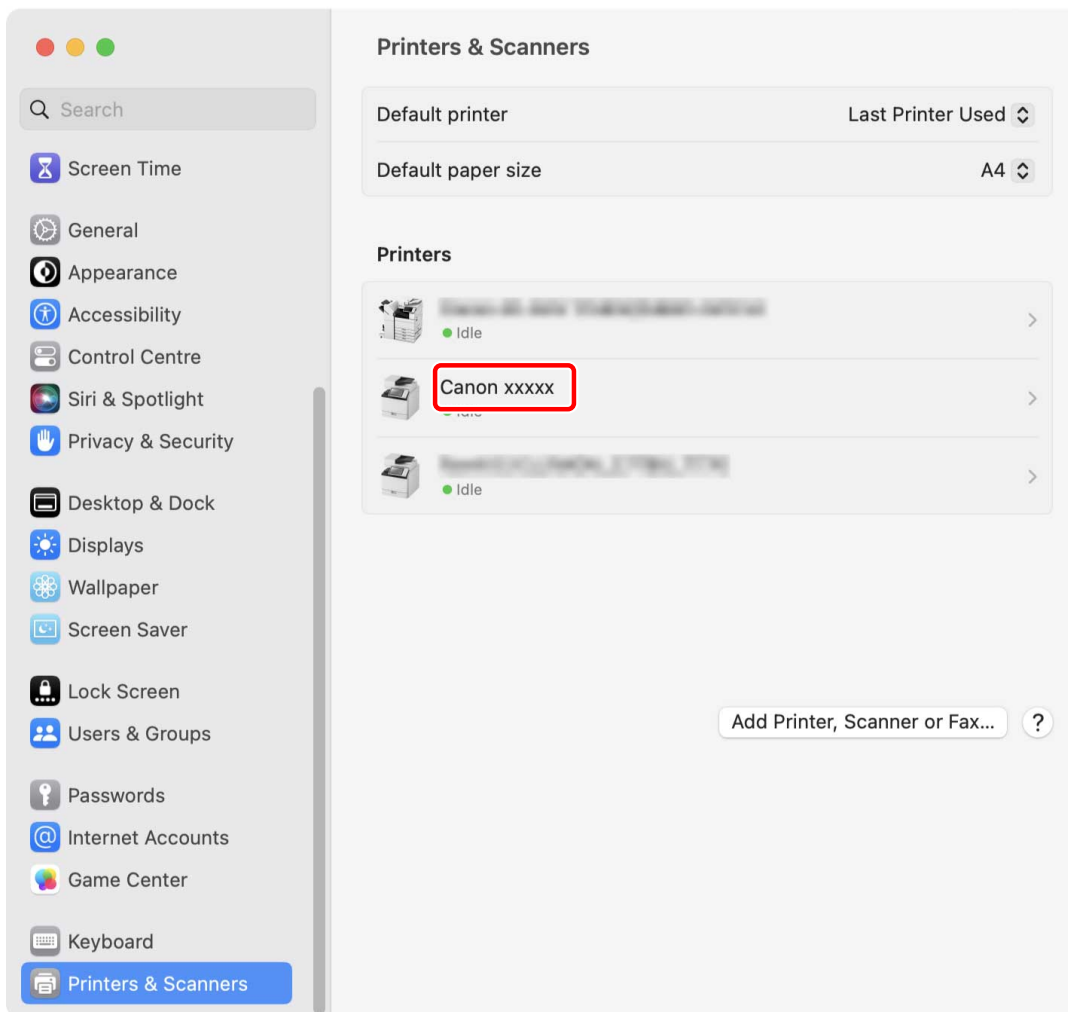 Search
Screen Time
General
Appearance
Accessibility
Control Centre
Siri & Spotlight
Privacy & Security
Desktop & Dock
Displays
Wallpaper
Screen Saver
Lock Screen
Users & Groups
Passwords
Internet Accounts
Game Center
Keyboard
Printers & Scanners
Printers & Scanners
Default printer Last Printer Used
Default paper size A4
Printers
Idle
Canon xxxxx
Idle
Add Printer, Scanner or Fax...
?